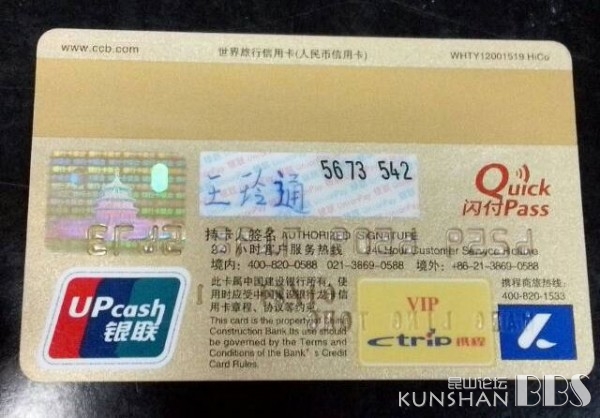 www.ccb.com 世界旅行信用卡(人民币信用卡) WHTY12001519 HiCo
5673 542
王玲通
Quick
闪付Pass
持卡人签名 AUTHORIZED SIGNATURE
24小时客户服务热线 24-Hour Customer Service Hotline
境内: 400-820-0588 021-3869-0588 境外: +86-21-3869-0588
此卡属中国建设银行所有，使
用时应受中国建设银行龙卡信
用卡章程、协议等约束。
This card is the property of China
Construction Bank.Its use should
be governed by the Terms and
Conditions of the Bank's Credit
Card Rules.
携程商旅热线:
400-820-1533
UPcash
银联
VIP
Ctrip 携程
昆山论坛
KUNSHAN BBS